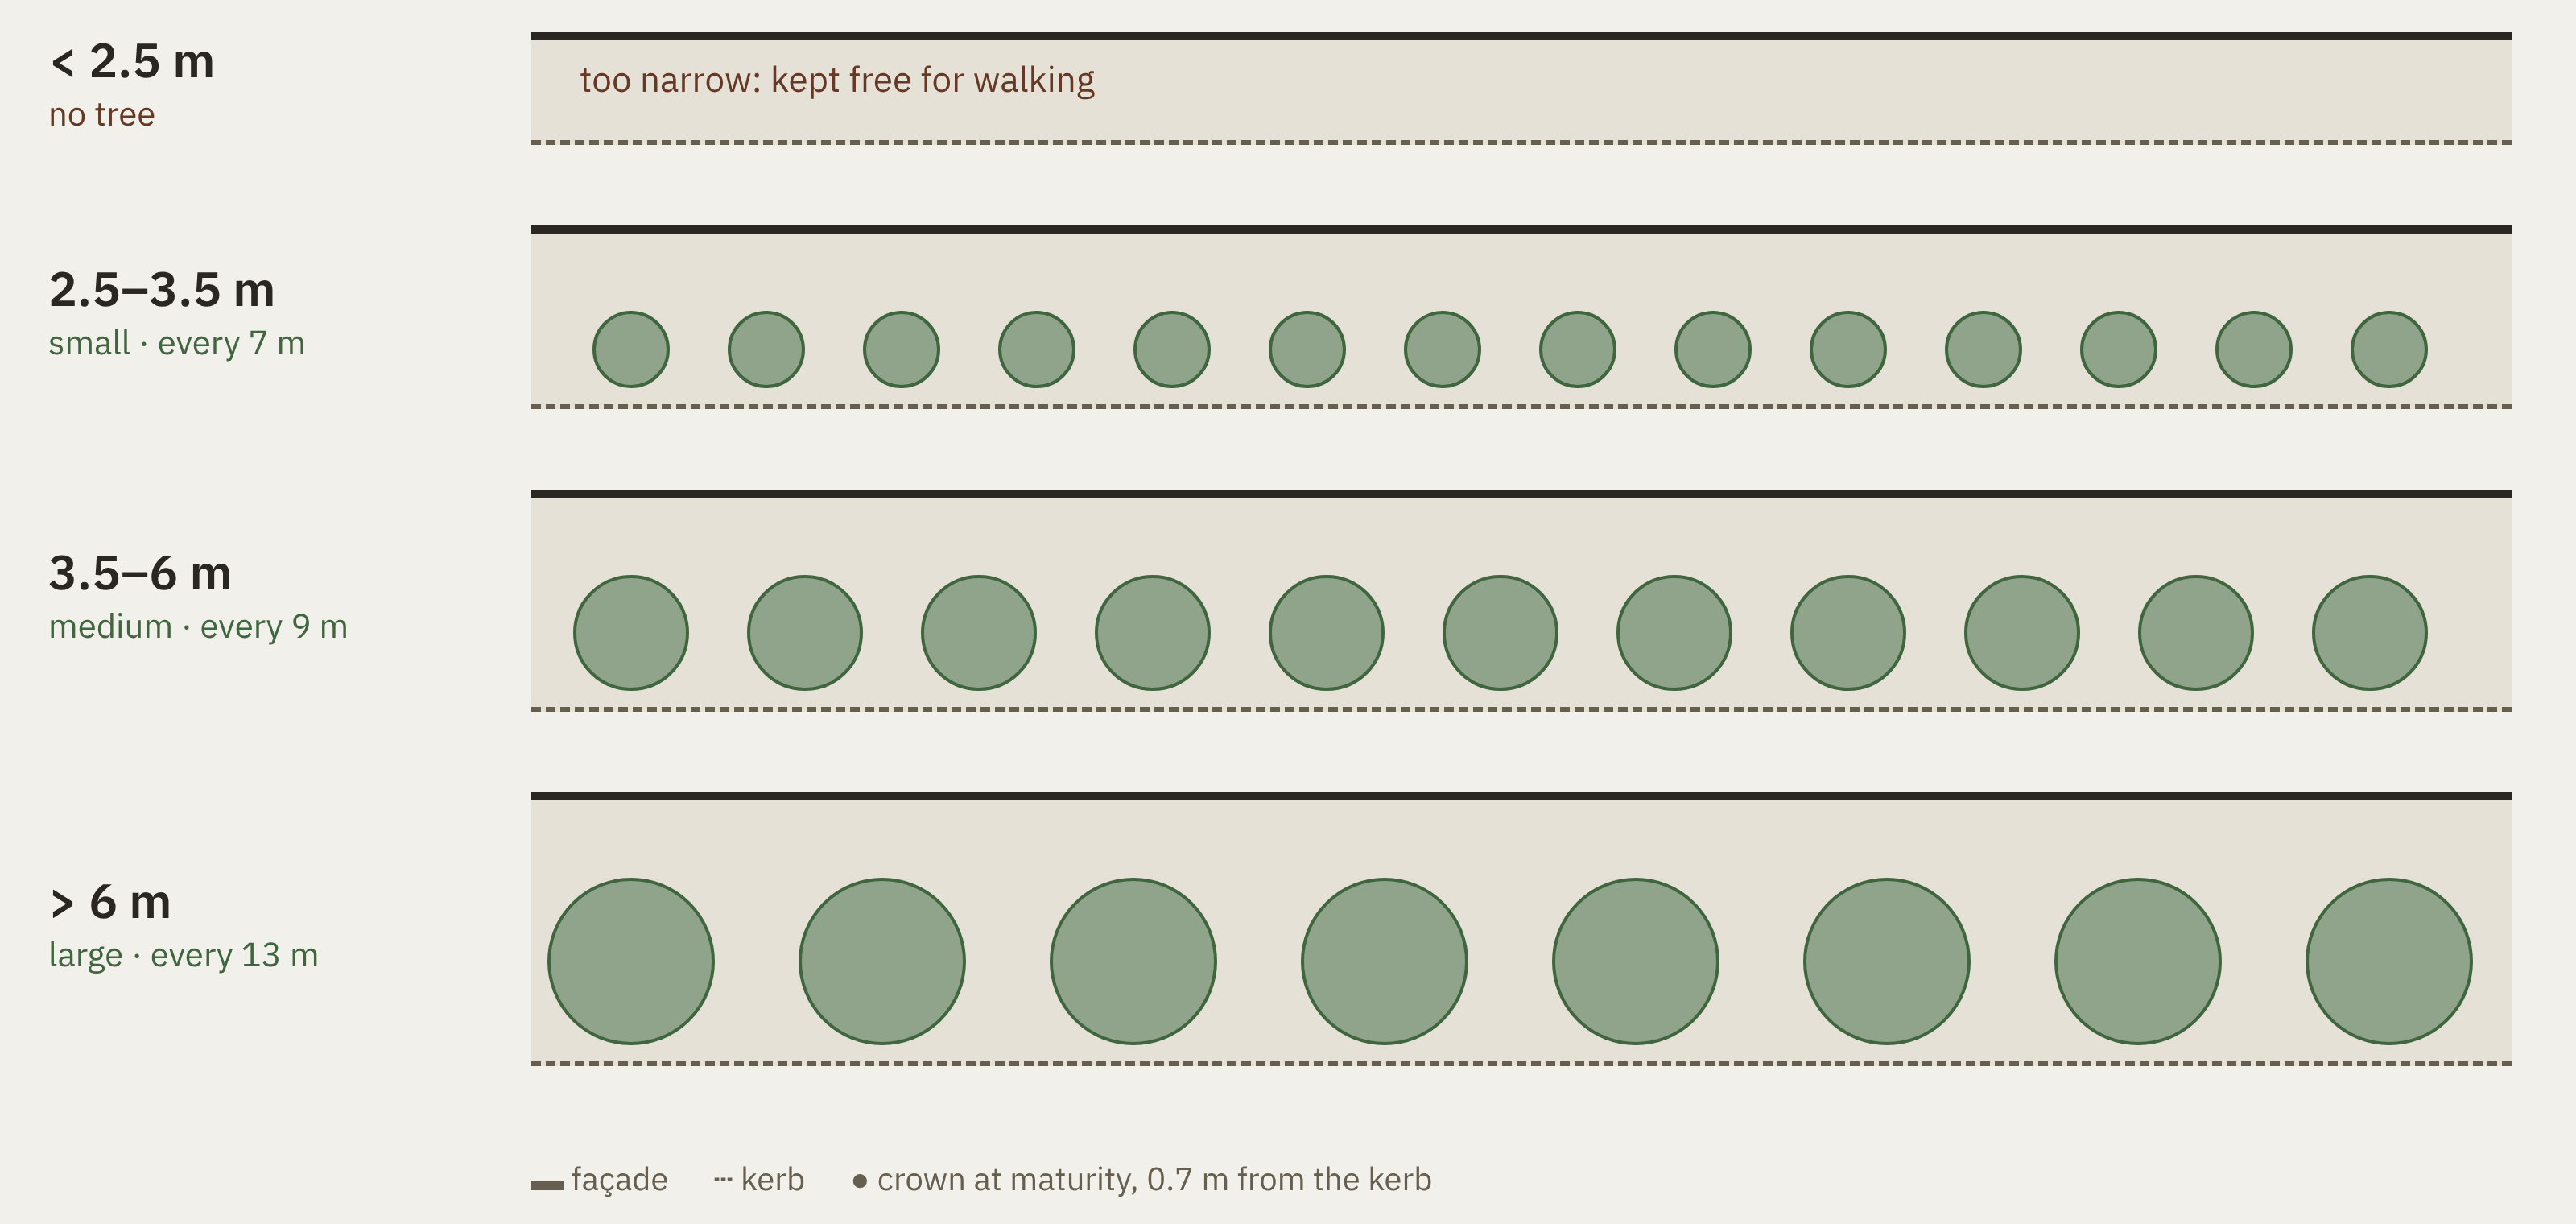 < 2.5 m
no tree
too narrow: kept free for walking
2.5–3.5 m
small · every 7 m
3.5–6 m
medium · every 9 m
> 6 m
large · every 13 m
façade
kerb
crown at maturity, 0.7 m from the kerb